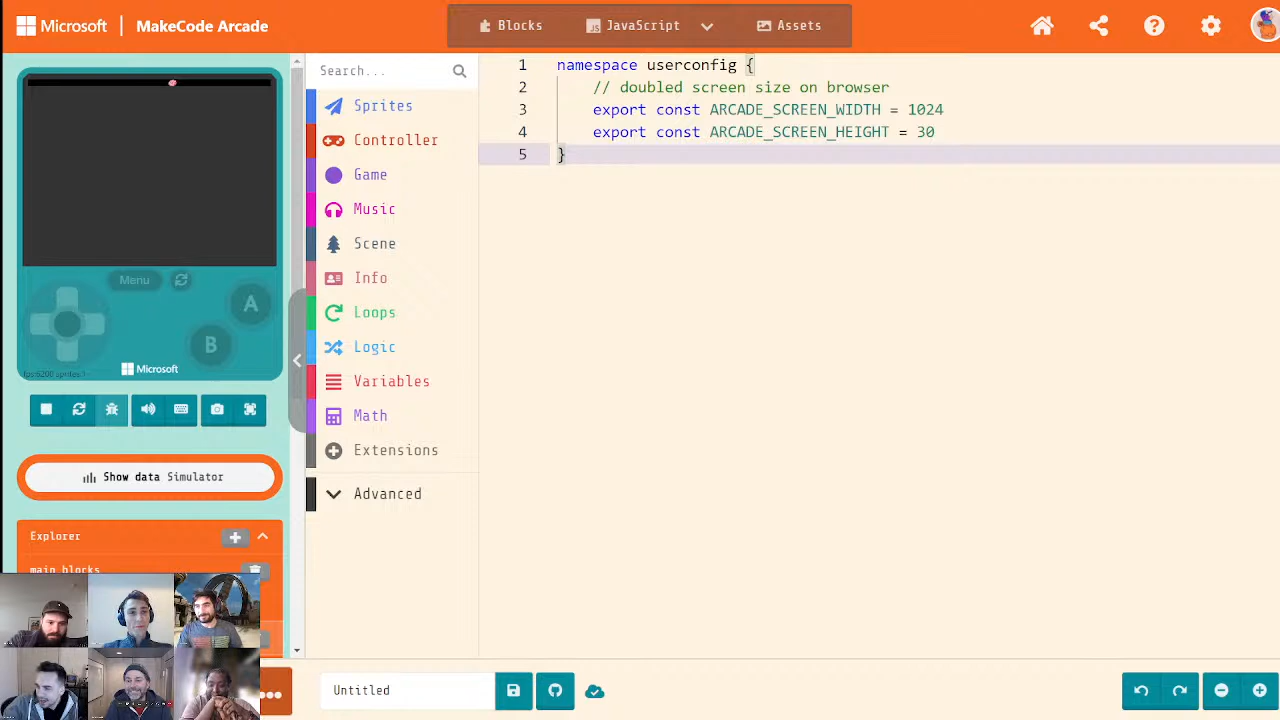 Microsoft MakeCode Arcade
Blocks
JavaScript
Assets
Search...
Sprites
Controller
Game
Music
Scene
Info
Loops
Logic
Variables
Math
Extensions
Advanced
1 namespace userconfig {
2 // doubled screen size on browser
3 export const ARCADE_SCREEN_WIDTH = 1024
4 export const ARCADE_SCREEN_HEIGHT = 30
5 }
Menu
A
B
Microsoft
Show data Simulator
Explorer
main blocks
Untitled